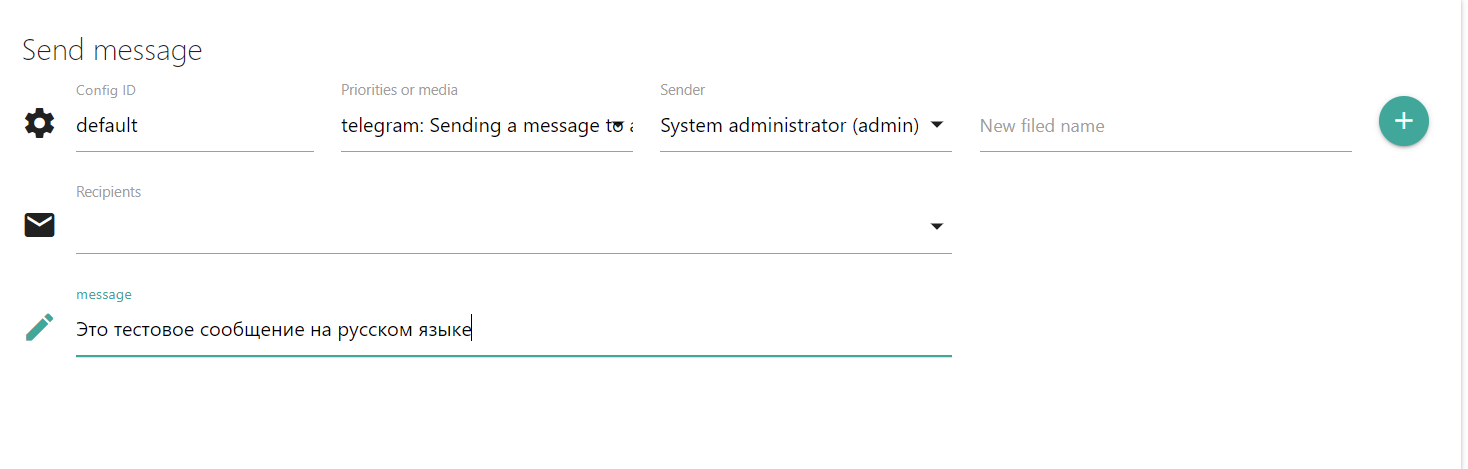 Send message
Config ID
default
Priorities or media
telegram: Sending a message to a
Sender
System administrator (admin)
New filed name
Recipients
message
Это тестовое сообщение на русском языке